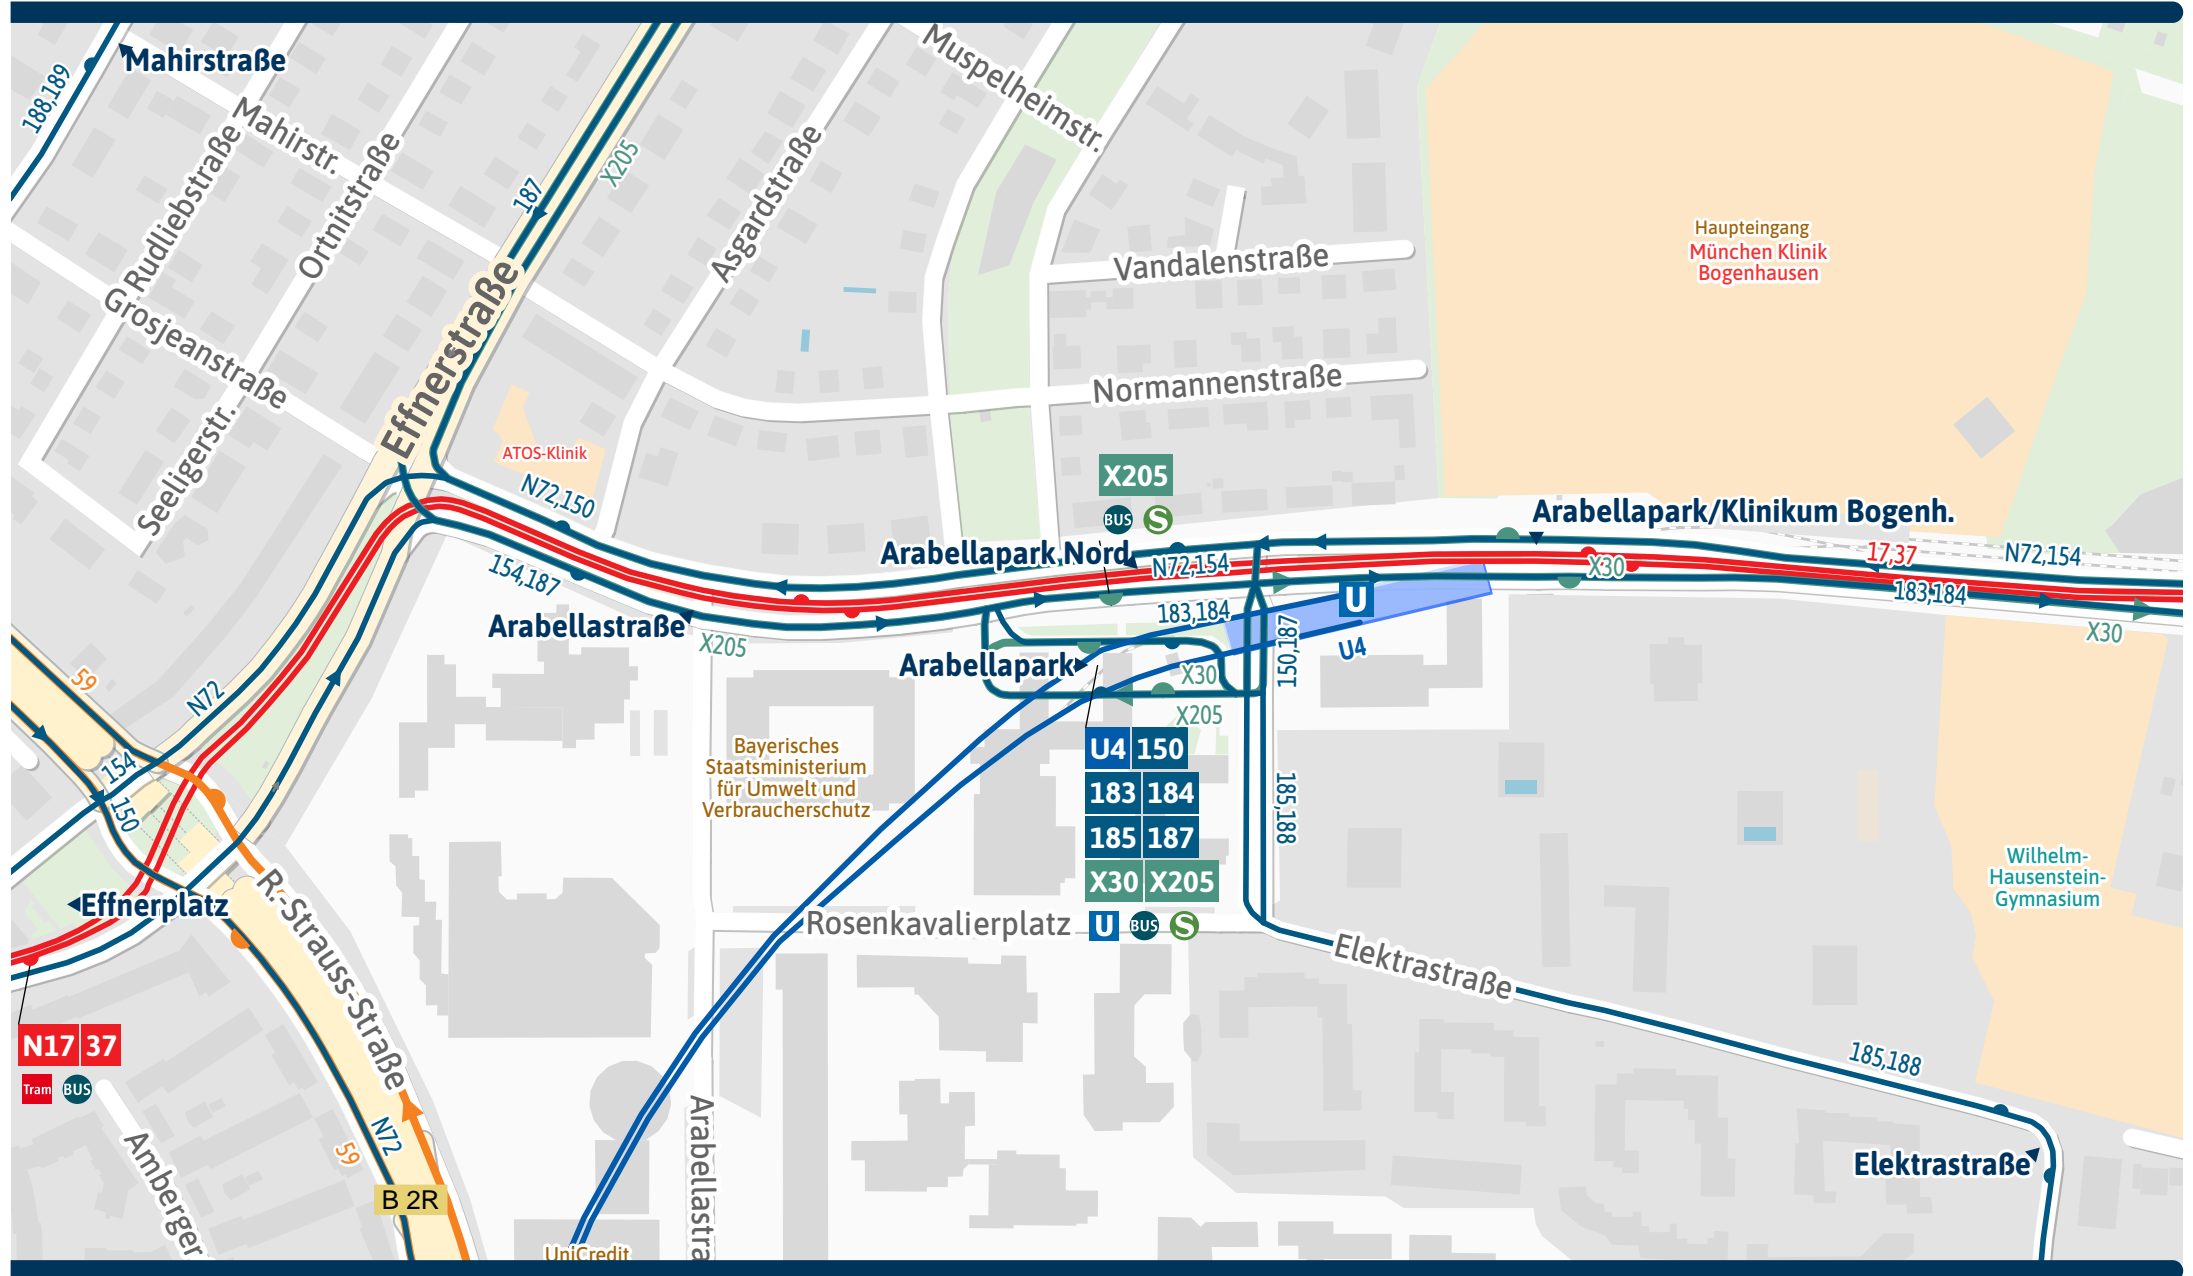 Mahirstraße
188,189
Mahirstr.
Rudliebstraße
Ortnitstraße
Grosjeanstraße
Seeligerstr.
187
X205
Effnerstraße
Asgardstraße
Muspelheimstr.
Vandalenstraße
Normannenstraße
Haupteingang
München Klinik
Bogenhausen
ATOS-Klinik
N72,150
154,187
Arabellastraße
X205
X205
BUS S
Arabellapark Nord
N72,154
183,184
Arabellapark/Klinikum Bogenh.
17,37
N72,154
X30
183,184
X30
U
U4
150,187
Arabellapark
X30
X205
U4 150
183 184
185 187
X30 X205
U BUS S
185,188
Bayerisches
Staatsministerium
für Umwelt und
Verbraucherschutz
Rosenkavalierplatz
Elektrastraße
185,188
Elektrastraße
Wilhelm-
Hausenstein-
Gymnasium
59
N72
154
150
Effnerplatz
R.-Strauss-Straße
N17 37
Tram BUS
Amberger
59
N72
B 2R
Arabellastra
UniCredit